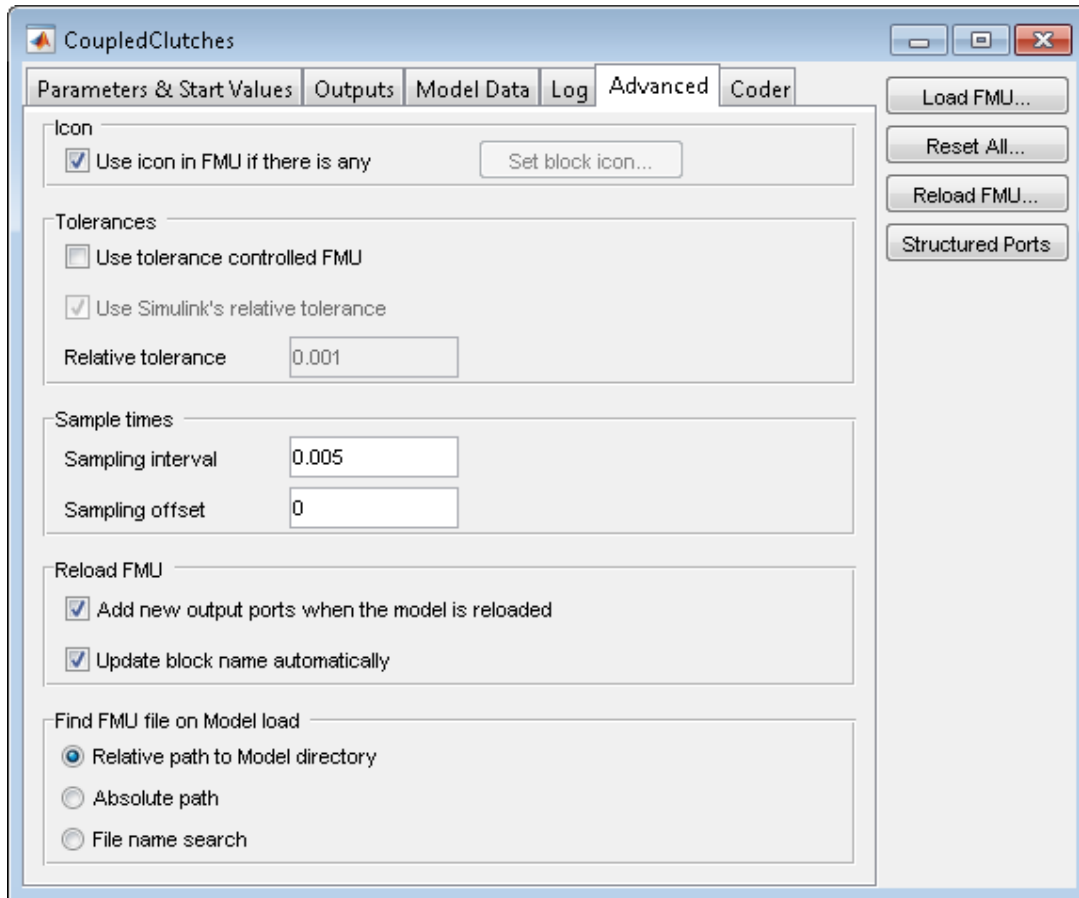 CoupledClutches
Parameters & Start Values Outputs Model Data Log Advanced Coder
Load FMU...
Reset All...
Reload FMU...
Structured Ports
Icon
Use icon in FMU if there is any Set block icon...
Tolerances
Use tolerance controlled FMU
Use Simulink's relative tolerance
Relative tolerance 0.001
Sample times
Sampling interval 0.005
Sampling offset 0
Reload FMU
Add new output ports when the model is reloaded
Update block name automatically
Find FMU file on Model load
Relative path to Model directory
Absolute path
File name search